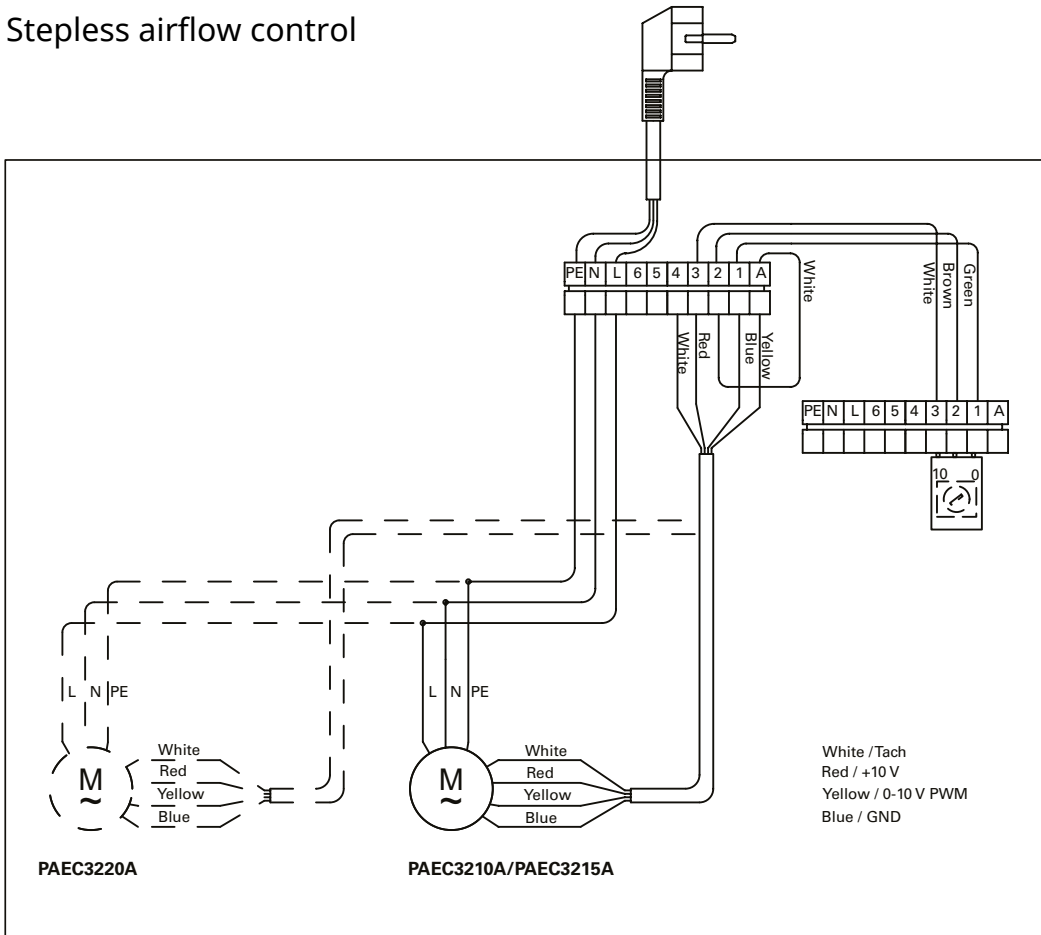 Stepless airflow control
PE N L 6 5 4 3 2 1 A
White
White
Brown
Green
White
Red
Blue
Yellow
PE N L 6 5 4 3 2 1 A
10 0
L N PE
L N PE
M
~
White
Red
Yellow
Blue
M
~
White
Red
Yellow
Blue
White / Tach
Red / +10 V
Yellow / 0-10 V PWM
Blue / GND
PAEC3220A
PAEC3210A/PAEC3215A